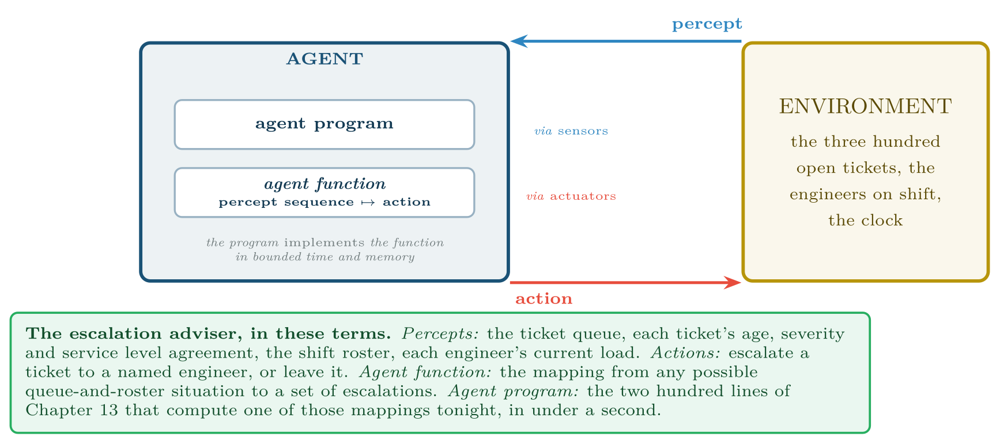 percept
AGENT
agent program
agent function
percept sequence ↦ action
the program implements the function
in bounded time and memory
via sensors
via actuators
ENVIRONMENT
the three hundred
open tickets, the
engineers on shift,
the clock
action
The escalation adviser, in these terms. Percepts: the ticket queue, each ticket's age, severity
and service level agreement, the shift roster, each engineer's current load. Actions: escalate a
ticket to a named engineer, or leave it. Agent function: the mapping from any possible
queue-and-roster situation to a set of escalations. Agent program: the two hundred lines of
Chapter 13 that compute one of those mappings tonight, in under a second.